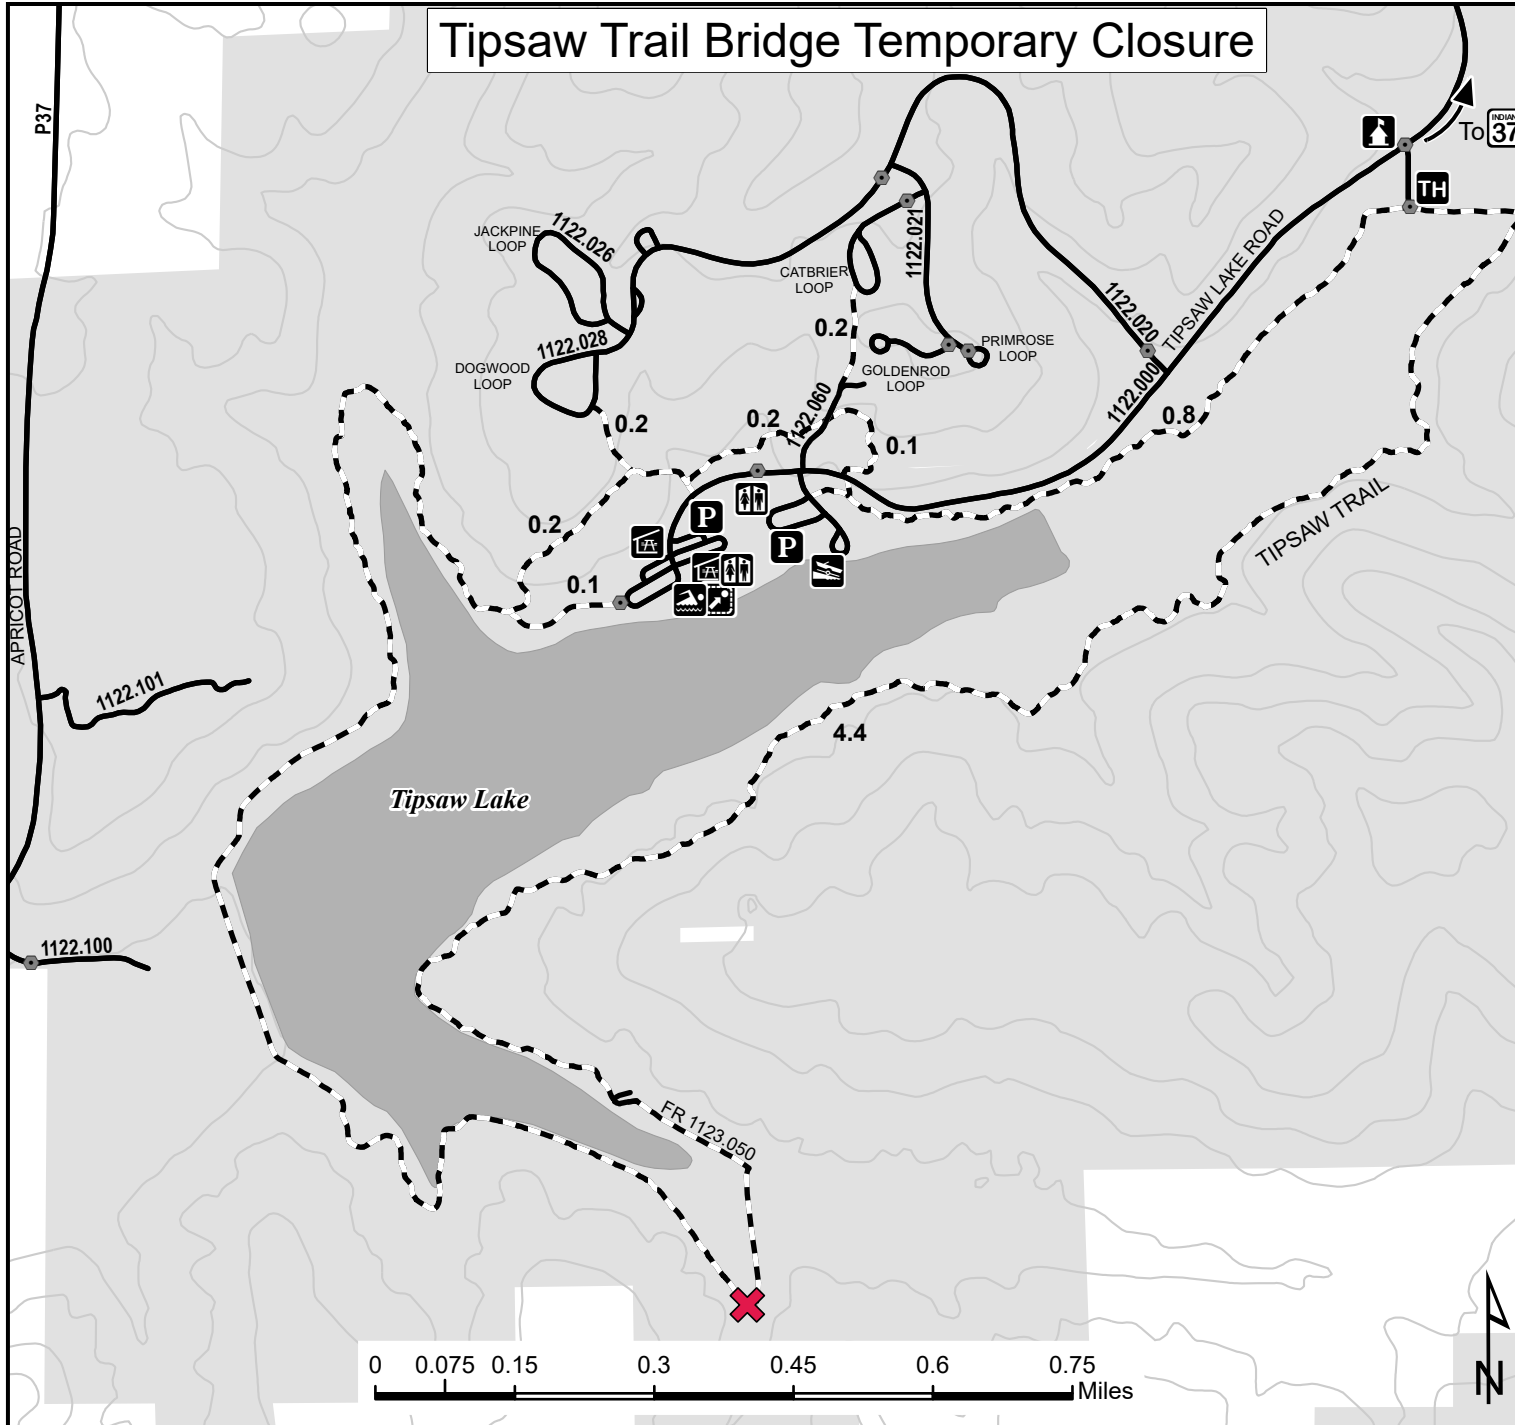 Tipsaw Trail Bridge Temporary Closure
P37
To
37
TH
JACKPINE
LOOP
1122.026
1122.021
CATBRIER
LOOP
TIPSAW LAKE ROAD
1122.020
0.2
1122.028
PRIMROSE
LOOP
DOGWOOD
LOOP
GOLDENROD
LOOP
1122.060
1122.000
0.2
0.2
0.8
0.1
P
TIPSAW TRAIL
0.2
P
APRICOT ROAD
0.1
1122.101
4.4
Tipsaw Lake
1122.100
FR 1123.050
0 0.075 0.15 0.3 0.45 0.6 0.75
Miles
N